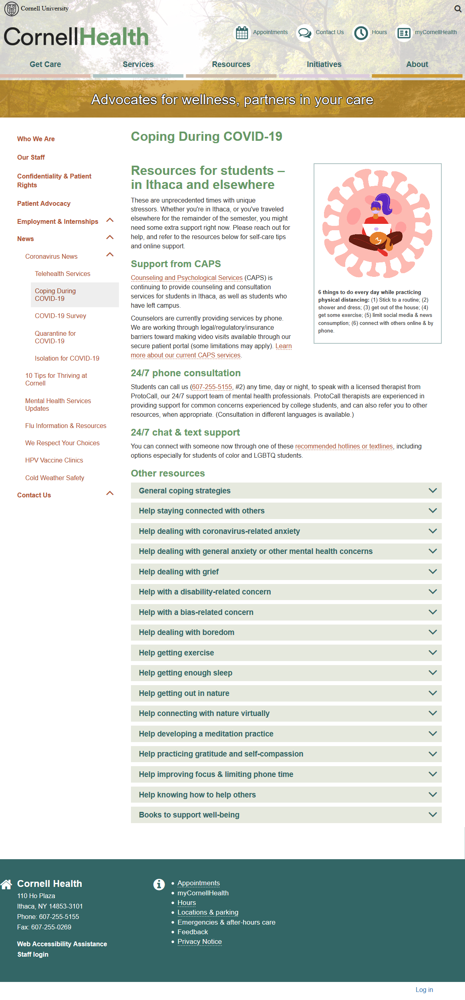 Cornell University
CornellHealth
Appointments
Contact Us
Hours
myCornellHealth
Get Care
Services
Resources
Initiatives
About
Advocates for wellness, partners in your care
Who We Are
Our Staff
Confidentiality & Patient
Rights
Patient Advocacy
Employment & Internships
News
Coronavirus News
Telehealth Services
Coping During
COVID-19
COVID-19 Survey
Quarantine for
COVID-19
Isolation for COVID-19
10 Tips for Thriving at
Cornell
Mental Health Services
Updates
Flu Information & Resources
We Respect Your Choices
HPV Vaccine Clinics
Cold Weather Safety
Contact Us
Coping During COVID-19
Resources for students –
in Ithaca and elsewhere
These are unprecedented times with unique
stressors. Whether you're in Ithaca, or you've traveled
elsewhere for the remainder of the semester, you might
need some extra support right now. Please reach out for
help, and refer to the resources below for self-care tips
and online support.
6 things to do every day while practicing
physical distancing: (1) Stick to a routine; (2)
shower and dress; (3) get out of the house; (4)
get some exercise; (5) limit social media & news
consumption; (6) connect with others online & by
phone.
Support from CAPS
Counseling and Psychological Services (CAPS) is
continuing to provide counseling and consultation
services for students in Ithaca, as well as students who
have left campus.
Counselors are currently providing services by phone.
We are working through legal/regulatory/insurance
barriers toward making video visits available through our
secure patient portal (some limitations may apply). Learn
more about our current CAPS services.
24/7 phone consultation
Students can call us (607-255-5155, #2) any time, day or night, to speak with a licensed therapist from
ProtoCall, our 24/7 support team of mental health professionals. ProtoCall therapists are experienced in
providing support for common concerns experienced by college students, and can also refer you to other
resources, when appropriate. (Consultation in different languages is available.)
24/7 chat & text support
You can connect with someone now through one of these recommended hotlines or textlines, including
options especially for students of color and LGBTQ students.
Other resources
General coping strategies
Help staying connected with others
Help dealing with coronavirus-related anxiety
Help dealing with general anxiety or other mental health concerns
Help dealing with grief
Help with a disability-related concern
Help with a bias-related concern
Help dealing with boredom
Help getting exercise
Help getting enough sleep
Help getting out in nature
Help connecting with nature virtually
Help developing a meditation practice
Help practicing gratitude and self-compassion
Help improving focus & limiting phone time
Help knowing how to help others
Books to support well-being
Cornell Health
110 Ho Plaza
Ithaca, NY 14853-3101
Phone: 607-255-5155
Fax: 607-255-0269
Web Accessibility Assistance
Staff login
Appointments
myCornellHealth
Hours
Locations & parking
Emergencies & after-hours care
Feedback
Privacy Notice
Log in